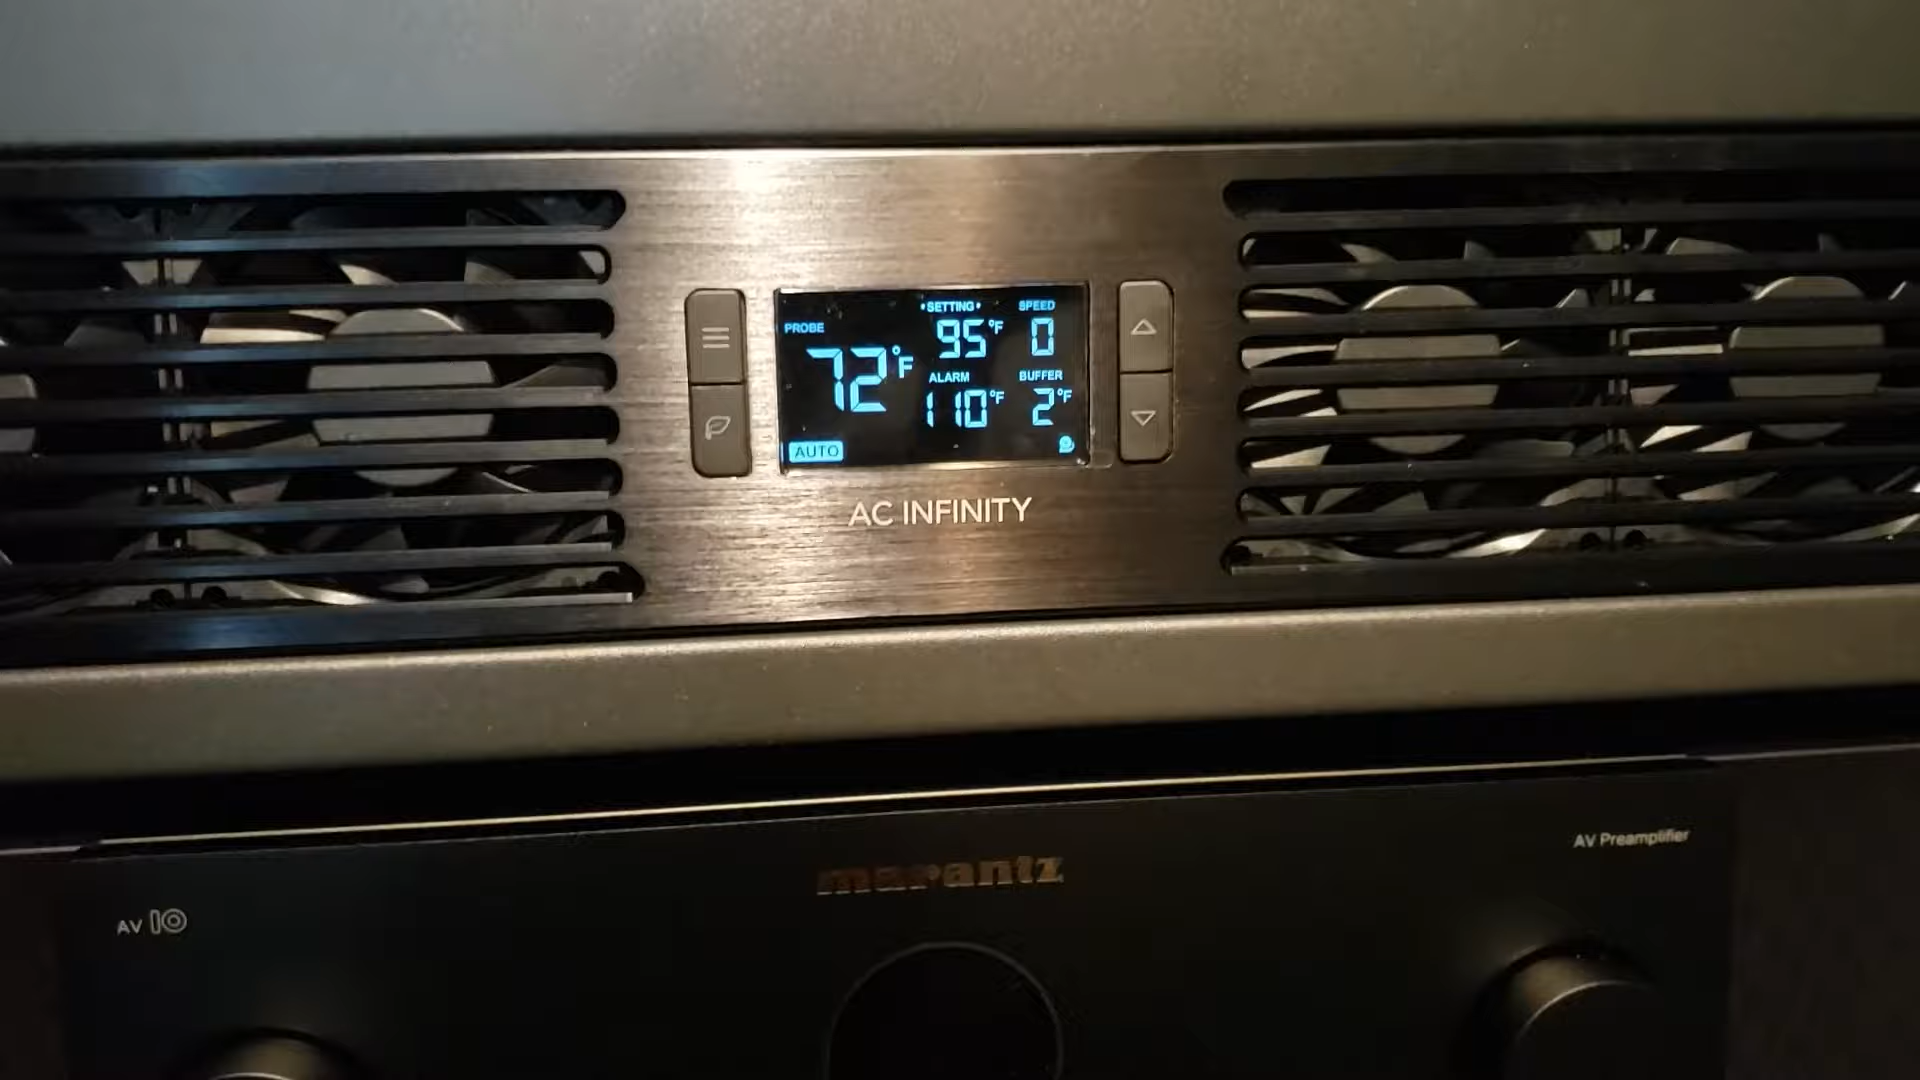 •SETTING• SPEED
PROBE 95°F 0
72°F
ALARM BUFFER
110°F 2°F
AUTO
AC INFINITY
marantz
AV Preamplifier
AV 10